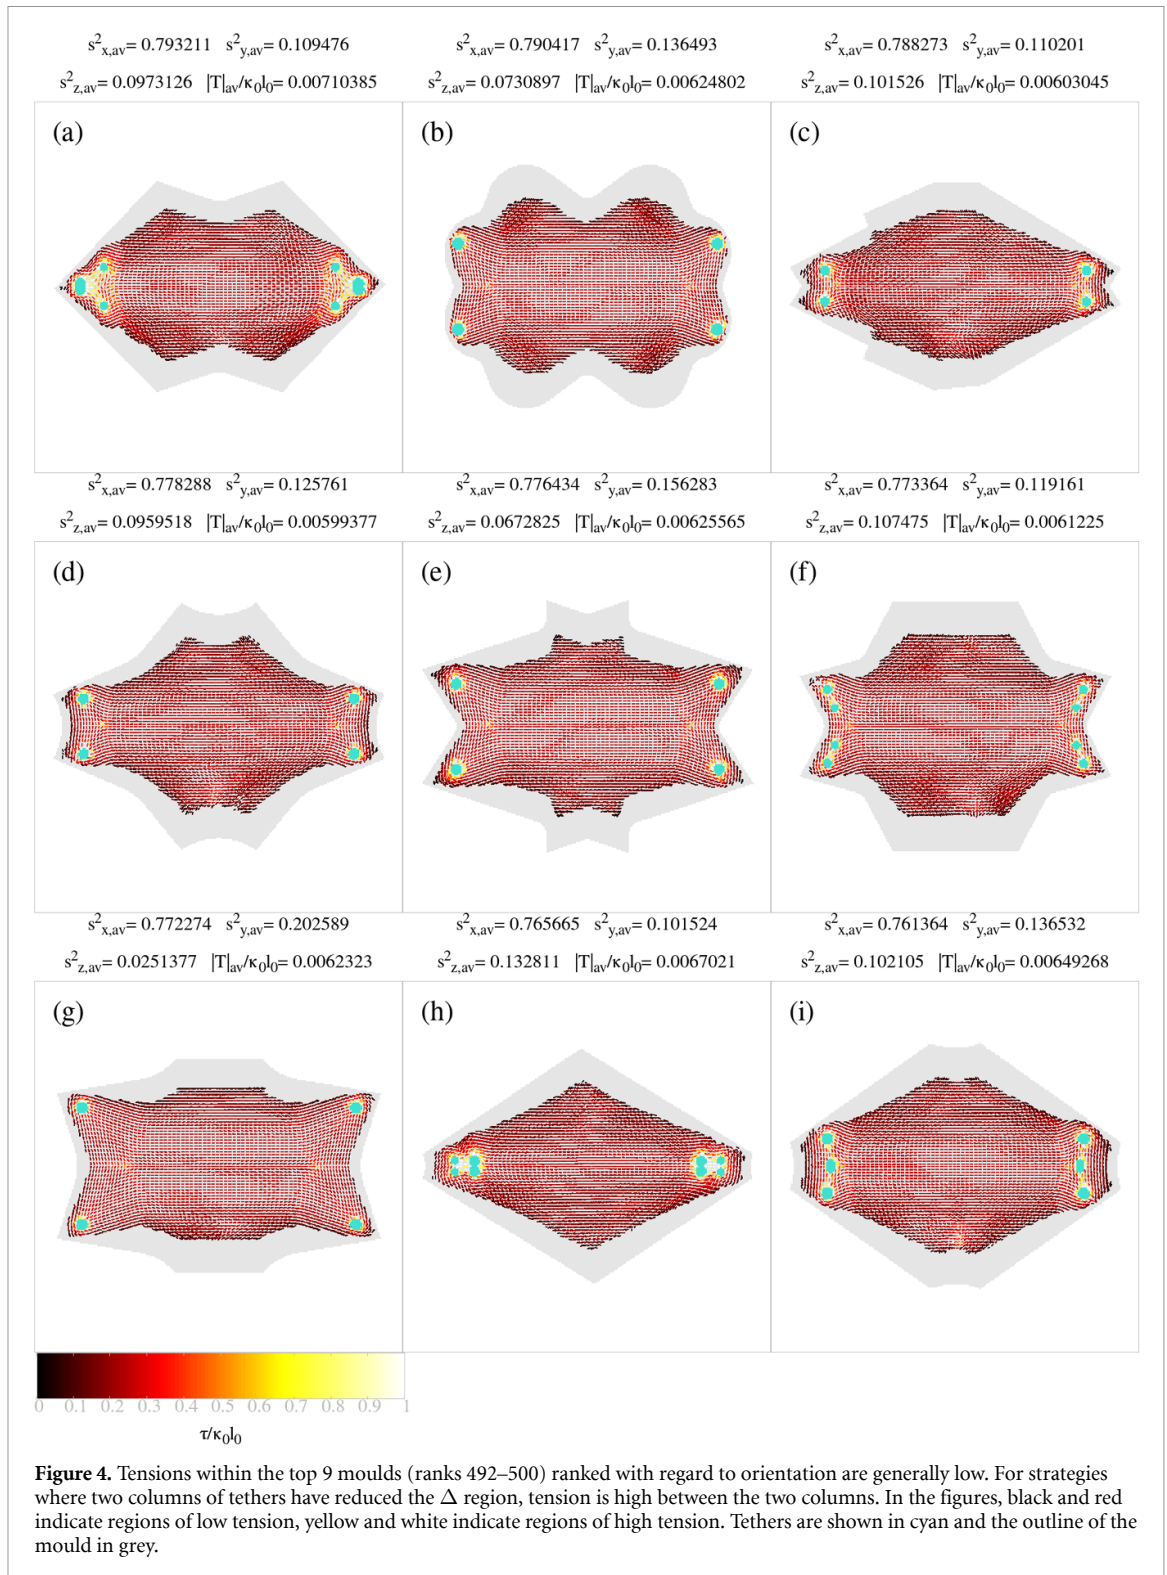 s²x,av= 0.793211 s²y,av= 0.109476
s²z,av= 0.0973126 |T|av/κ0l0= 0.00710385
(a)
s²x,av= 0.790417 s²y,av= 0.136493
s²z,av= 0.0730897 |T|av/κ0l0= 0.00624802
(b)
s²x,av= 0.788273 s²y,av= 0.110201
s²z,av= 0.101526 |T|av/κ0l0= 0.00603045
(c)
s²x,av= 0.778288 s²y,av= 0.125761
s²z,av= 0.0959518 |T|av/κ0l0= 0.00599377
(d)
s²x,av= 0.776434 s²y,av= 0.156283
s²z,av= 0.0672825 |T|av/κ0l0= 0.00625565
(e)
s²x,av= 0.773364 s²y,av= 0.119161
s²z,av= 0.107475 |T|av/κ0l0= 0.0061225
(f)
s²x,av= 0.772274 s²y,av= 0.202589
s²z,av= 0.0251377 |T|av/κ0l0= 0.0062323
(g)
s²x,av= 0.765665 s²y,av= 0.101524
s²z,av= 0.132811 |T|av/κ0l0= 0.0067021
(h)
s²x,av= 0.761364 s²y,av= 0.136532
s²z,av= 0.102105 |T|av/κ0l0= 0.00649268
(i)
0 0.1 0.2 0.3 0.4 0.5 0.6 0.7 0.8 0.9 1
τ/κ0l0
Figure 4. Tensions within the top 9 moulds (ranks 492–500) ranked with regard to orientation are generally low. For strategies
where two columns of tethers have reduced the Δ region, tension is high between the two columns. In the figures, black and red
indicate regions of low tension, yellow and white indicate regions of high tension. Tethers are shown in cyan and the outline of the
mould in grey.